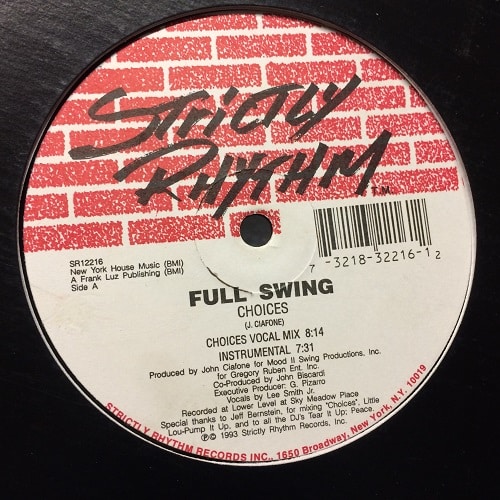 STRICTLY
RHYTHM
T.M.
SR12216
New York House Music (BMI)
A Frank Luz Publishing (BMI)
Side A
7 -3218-32216-1 2
FULL SWING
CHOICES
(J. CIAFONE)
CHOICES VOCAL MIX 8:14
INSTRUMENTAL 7:31
Produced by John Ciafone for Mood II Swing Productions, Inc.
for Gregory Ruben Ent. Inc.
Co-Produced by John Biscardi
Executive Producer: G. Pizarro
Vocals by Lee Smith Jr.
Recorded at Lower Level at Sky Meadow Place
Special thanks to Jeff Bernstein, for mixing "Choices", Little
Lou-Pump It Up, and to all the DJ's Tear It Up; Peace.
℗© 1993 Strictly Rhythm Records, Inc.
STRICTLY RHYTHM RECORDS INC., 1650 Broadway, New York, N.Y. 10019